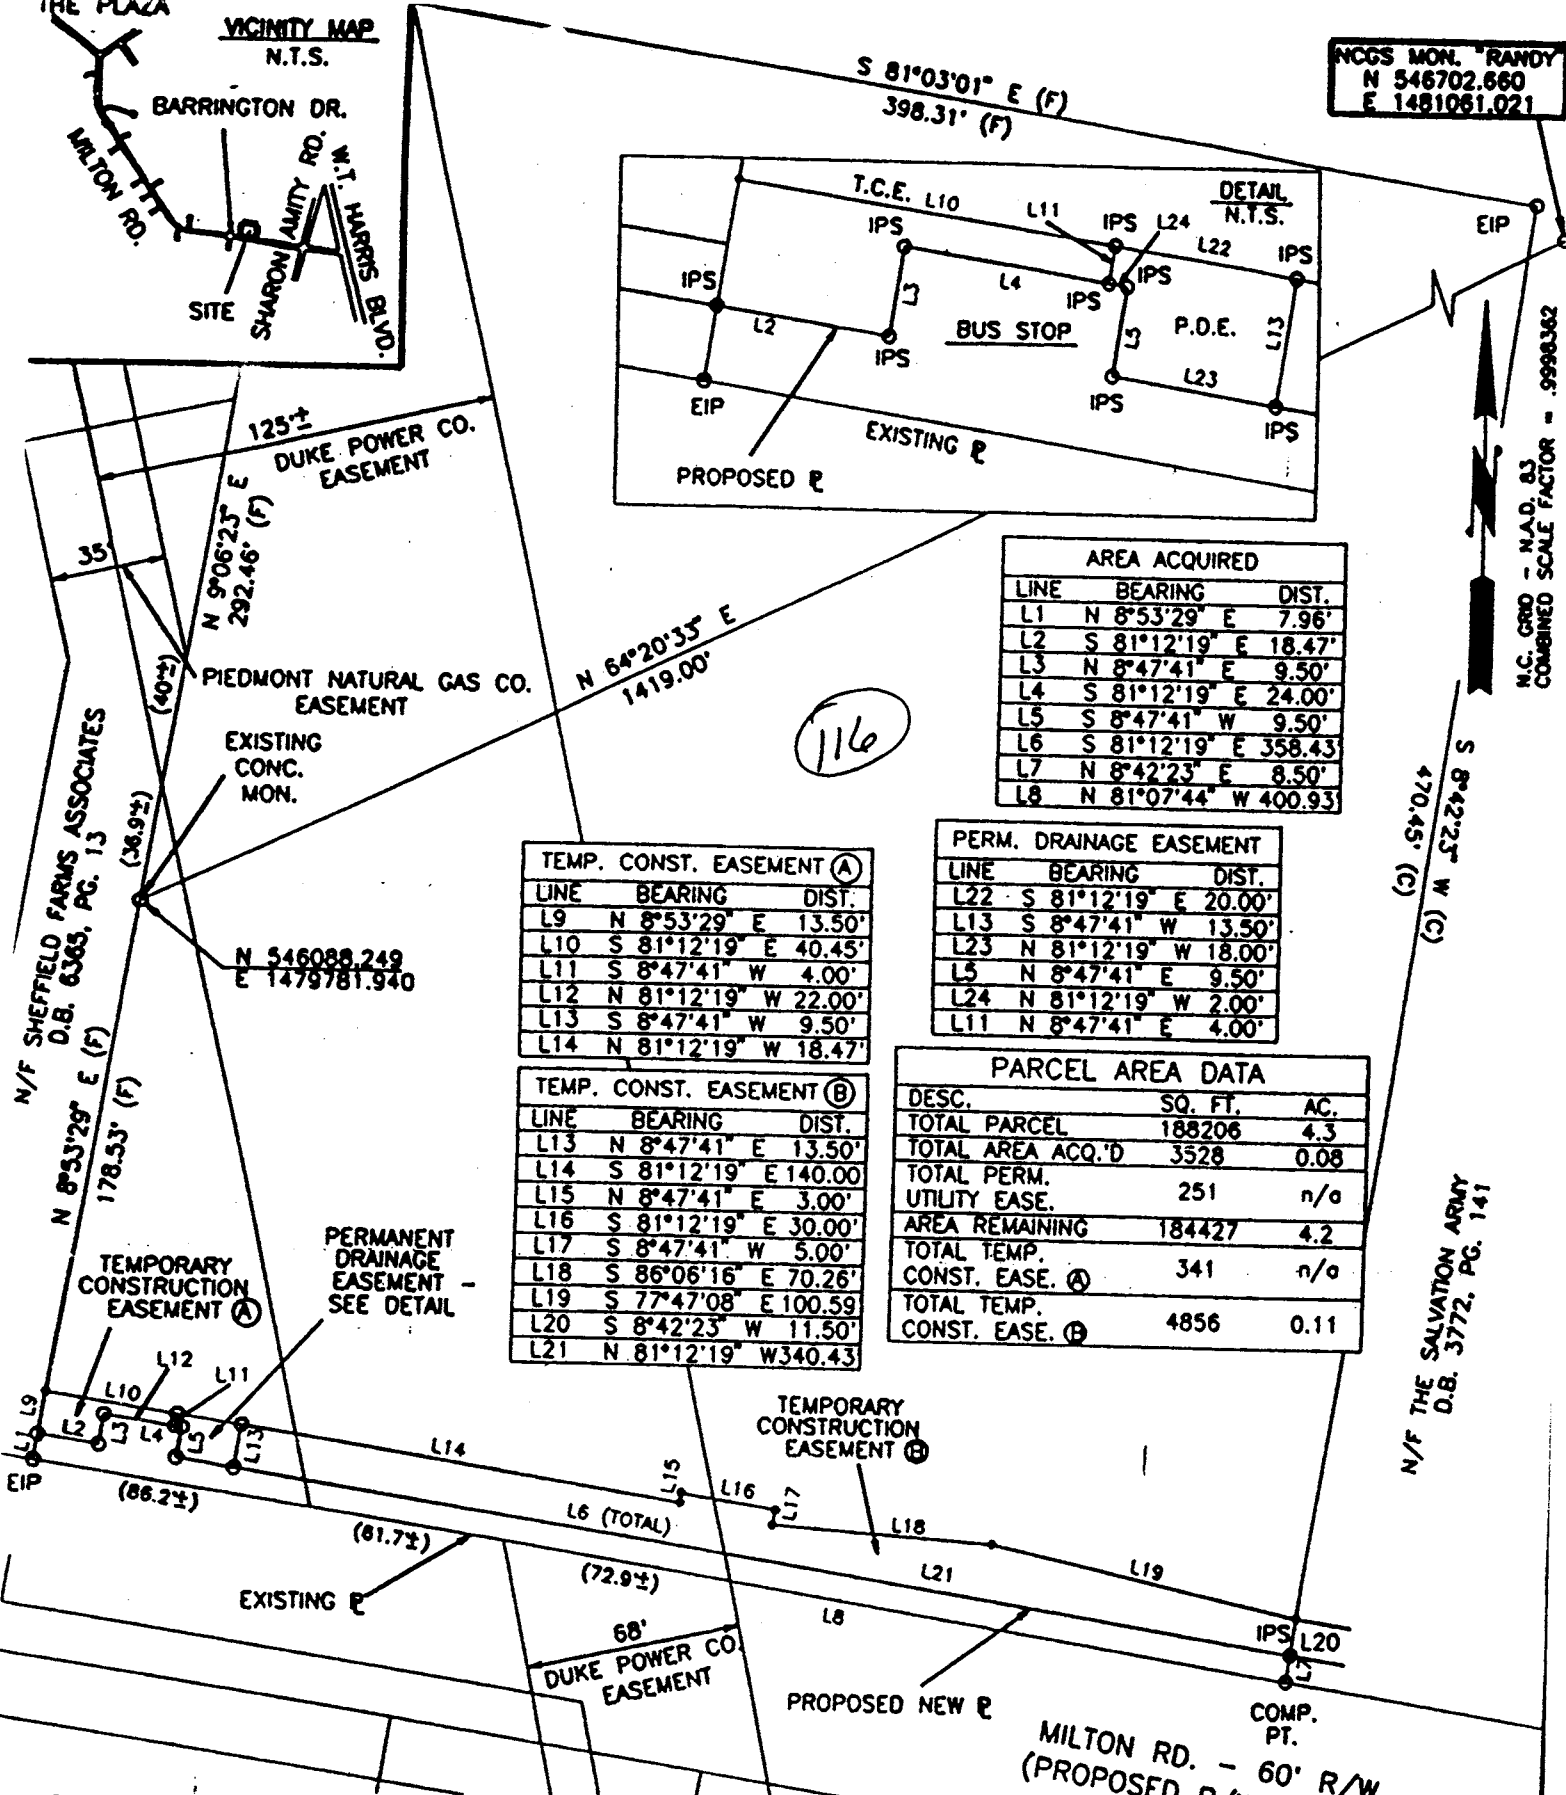 THE PLAZA
VICINITY MAP
N.T.S.
BARRINGTON DR.
MILTON RD.
SHARON AMITY RD.
W.T. HARRIS BLVD.
SITE
S 81°03'01" E (F)
398.31' (F)
NCGS MON. "RANDY"
N 546702.660
E 1481061.021
EIP
DETAIL
N.T.S.
T.C.E.
L10
L11
IPS
L24
L22
IPS
IPS
IPS
L3
L4
IPS
IPS
L2
IPS
BUS STOP
L5
P.D.E.
L13
L23
IPS
IPS
EIP
EXISTING PL
PROPOSED PL
N.C. GRID - N.A.D. 83
COMBINED SCALE FACTOR = .9998362
125'±
DUKE POWER CO.
EASEMENT
35'
N 9°06'23" E
292.46' (F)
N 64°20'33" E
1419.00'
PIEDMONT NATURAL GAS CO.
EASEMENT
(40'±)
EXISTING
CONC.
MON.
(36.9'±)
116
N/F SHEFFIELD FARMS ASSOCIATES
D.B. 6365, PG. 13
N 546088.249
E 1479781.940
N 8°53'29" E (F)
178.53' (F)
S 8°42'23" W (C)
470.45' (C)
N/F THE SALVATION ARMY
D.B. 3772, PG. 141
AREA ACQUIRED
LINE BEARING DIST.
L1 N 8°53'29" E 7.96'
L2 S 81°12'19" E 18.47'
L3 N 8°47'41" E 9.50'
L4 S 81°12'19" E 24.00'
L5 S 8°47'41" W 9.50'
L6 S 81°12'19" E 358.43
L7 N 8°42'23" E 8.50'
L8 N 81°07'44" W 400.93
PERM. DRAINAGE EASEMENT
LINE BEARING DIST.
L22 S 81°12'19" E 20.00'
L13 S 8°47'41" W 13.50'
L23 N 81°12'19" W 18.00'
L5 N 8°47'41" E 9.50'
L24 N 81°12'19" W 2.00'
L11 N 8°47'41" E 4.00'
TEMP. CONST. EASEMENT A
LINE BEARING DIST.
L9 N 8°53'29" E 13.50'
L10 S 81°12'19" E 40.45'
L11 S 8°47'41" W 4.00'
L12 N 81°12'19" W 22.00'
L13 S 8°47'41" W 9.50'
L14 N 81°12'19" W 18.47'
TEMP. CONST. EASEMENT B
LINE BEARING DIST.
L13 N 8°47'41" E 13.50'
L14 S 81°12'19" E 140.00
L15 N 8°47'41" E 3.00'
L16 S 81°12'19" E 30.00'
L17 S 8°47'41" W 5.00'
L18 S 86°06'16" E 70.26'
L19 S 77°47'08" E 100.59
L20 S 8°42'23" W 11.50'
L21 N 81°12'19" W 340.43
PARCEL AREA DATA
DESC. SQ. FT. AC.
TOTAL PARCEL 188206 4.3
TOTAL AREA ACQ.'D 3528 0.08
TOTAL PERM.
UTILITY EASE. 251 n/a
AREA REMAINING 184427 4.2
TOTAL TEMP.
CONST. EASE. A 341 n/a
TOTAL TEMP.
CONST. EASE. B 4856 0.11
TEMPORARY
CONSTRUCTION
EASEMENT A
PERMANENT
DRAINAGE
EASEMENT -
SEE DETAIL
L12
L11
L10
L9
L1
L2
L3
L4
L5
L13
L14
EIP
(86.2'±)
(81.7'±)
L6 (TOTAL)
L15
L16
L17
L18
TEMPORARY
CONSTRUCTION
EASEMENT B
L19
L21
(72.9'±)
L8
EXISTING PL
68'
DUKE POWER CO.
EASEMENT
PROPOSED NEW PL
IPS
L20
L7
COMP.
PT.
MILTON RD. - 60' R/W
(PROPOSED